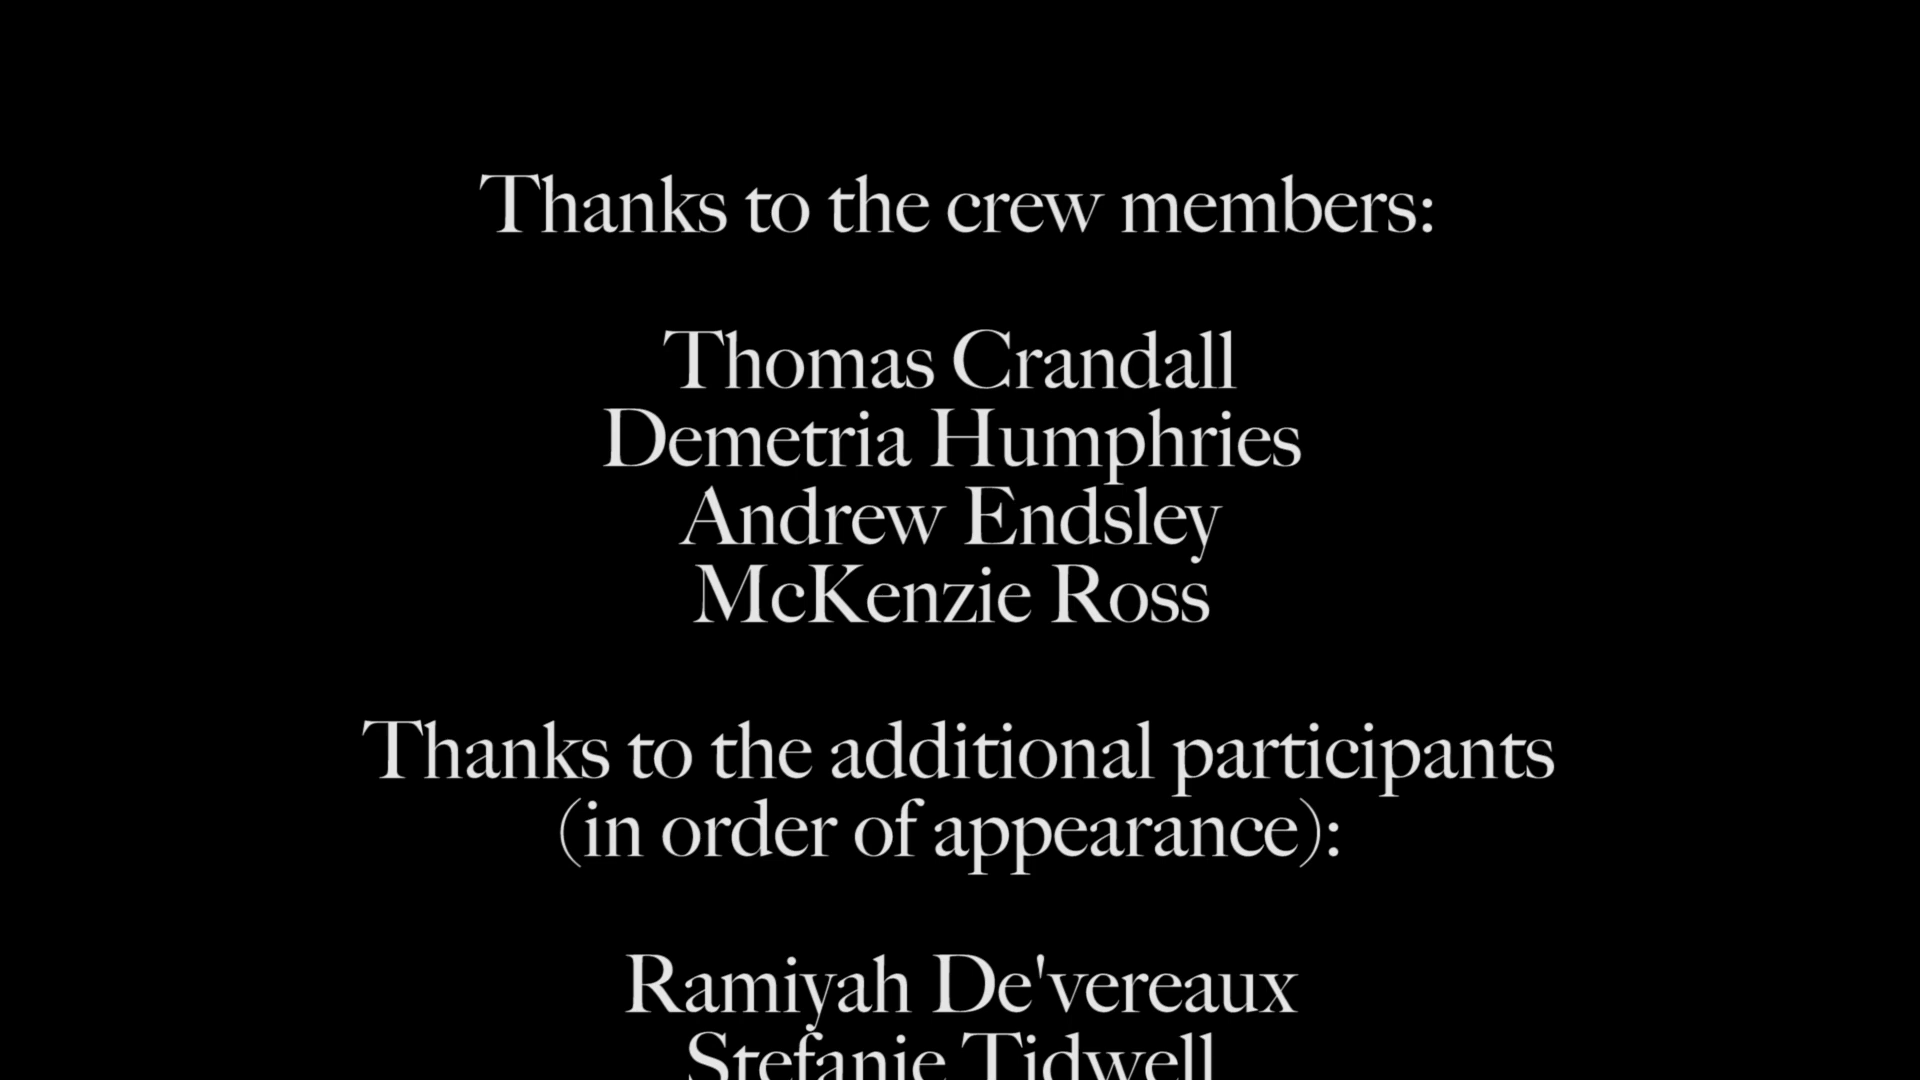 Thanks to the crew members:
Thomas Crandall
Demetria Humphries
Andrew Endsley
McKenzie Ross
Thanks to the additional participants
(in order of appearance):
Ramiyah De'vereaux
Stefanie Tidwell